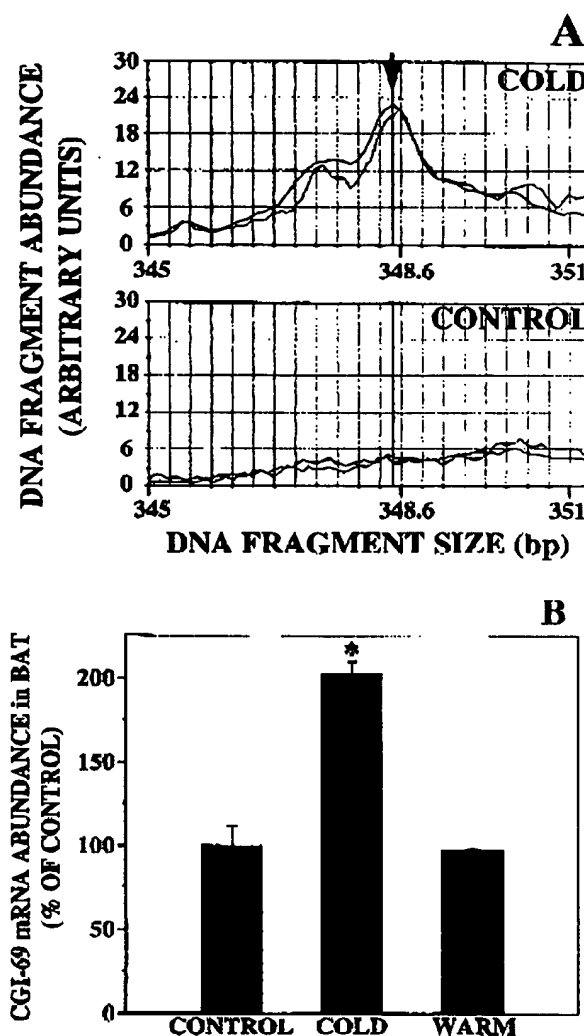 A
DNA FRAGMENT ABUNDANCE
(ARBITRARY UNITS)
30
24
18
12
6
0
COLD
345
348.6
351
30
24
18
12
6
0
CONTROL
345
348.6
351
DNA FRAGMENT SIZE (bp)
B
CGI-69 mRNA ABUNDANCE in BAT
(% OF CONTROL)
200
150
100
50
0
*
CONTROL
COLD
WARM